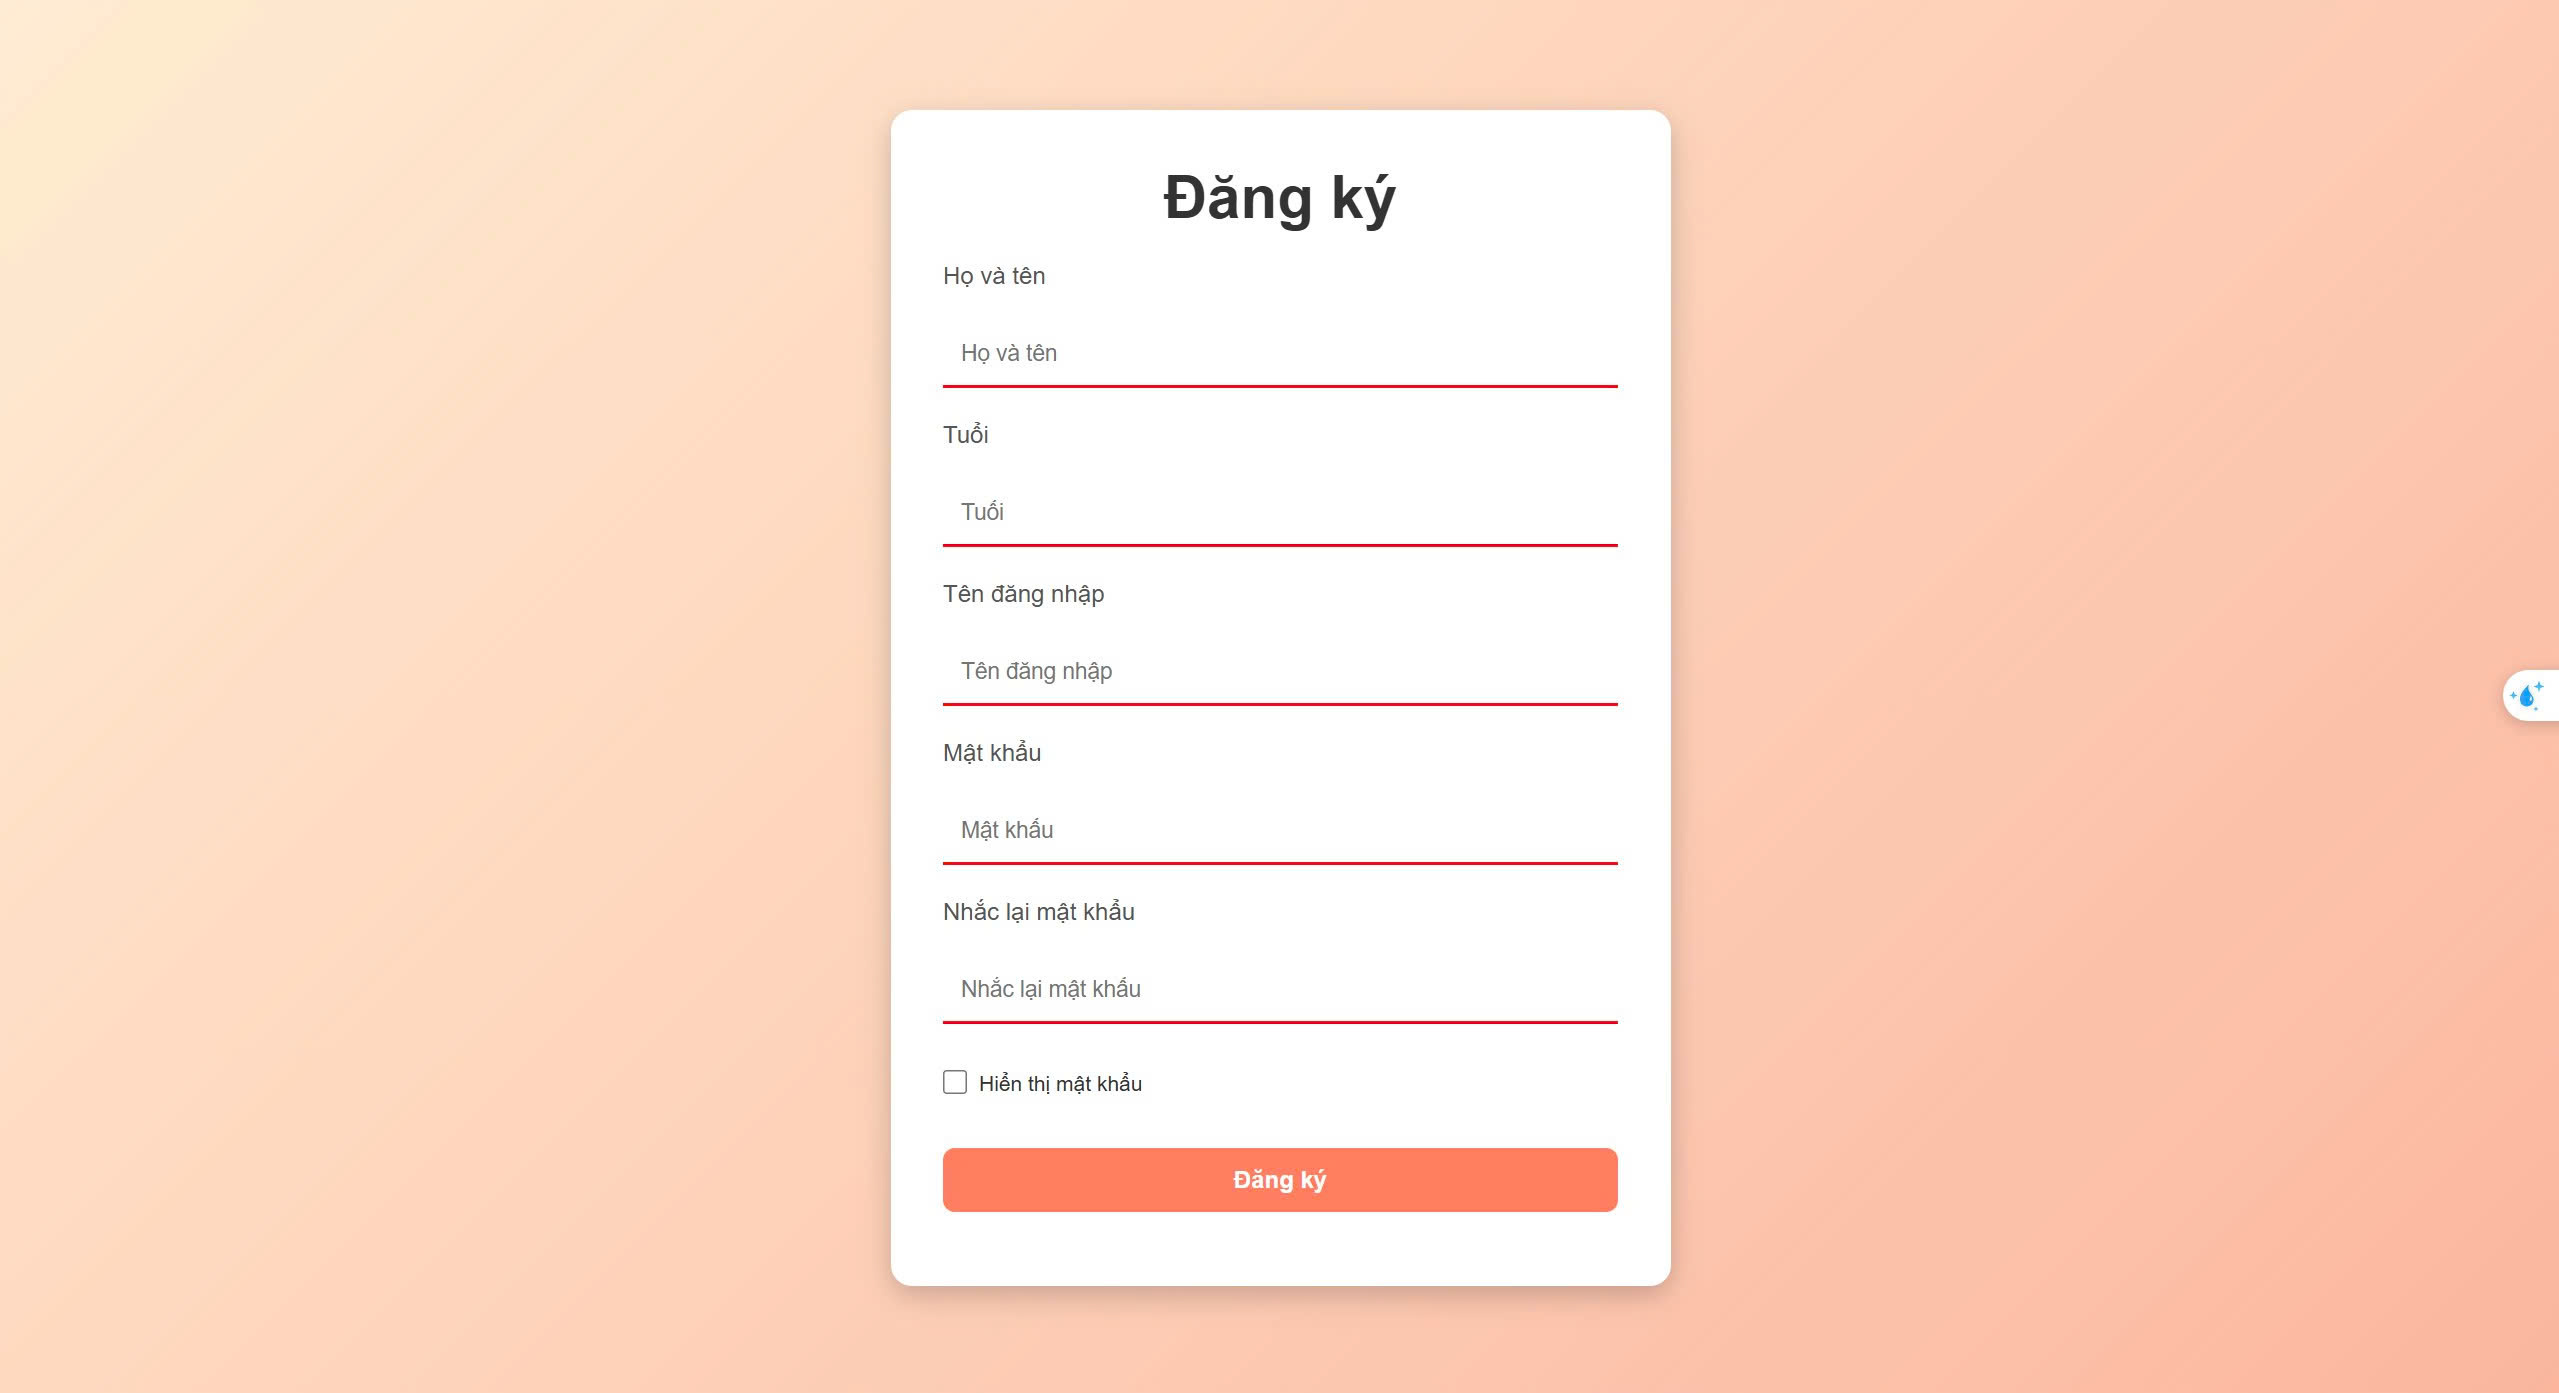 Đăng ký
Họ và tên
Họ và tên
Tuổi
Tuổi
Tên đăng nhập
Tên đăng nhập
Mật khẩu
Mật khẩu
Nhắc lại mật khẩu
Nhắc lại mật khẩu
Hiển thị mật khẩu
Đăng ký